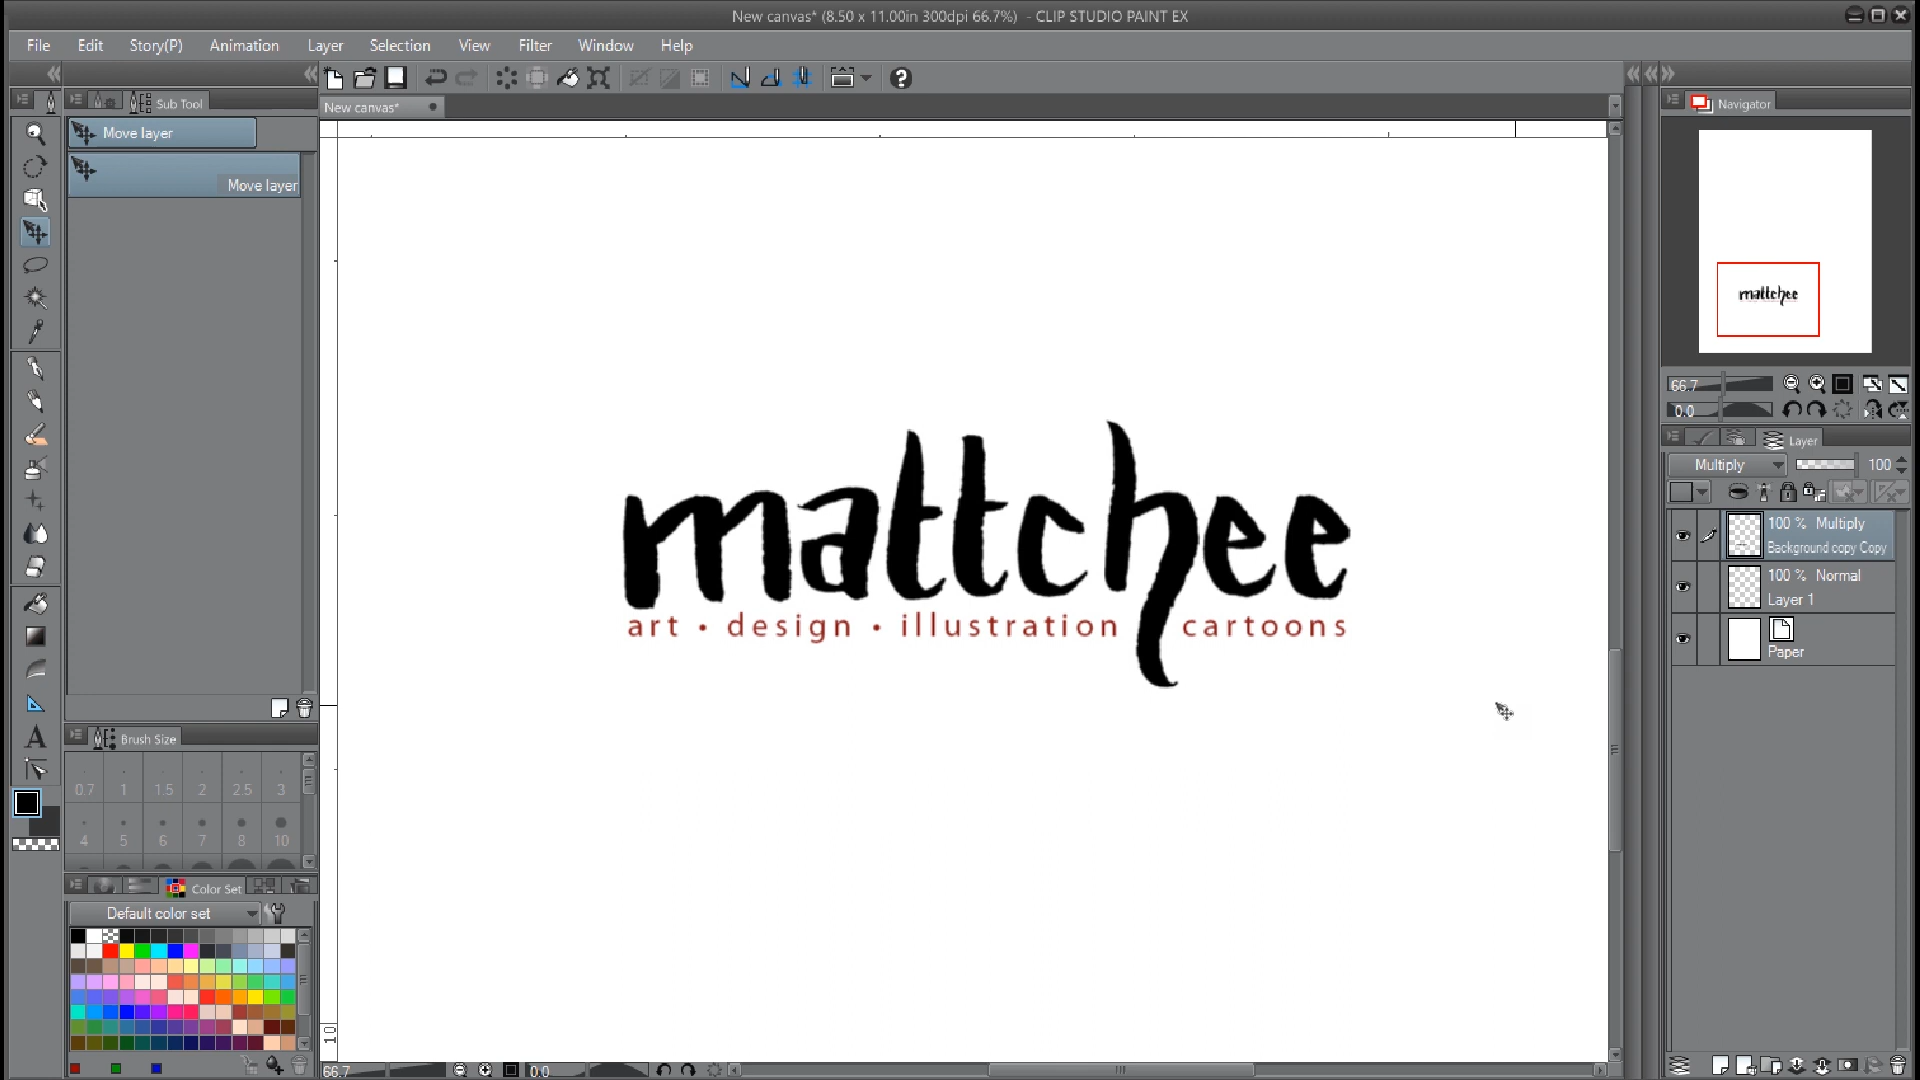 New canvas* (8.50 x 11.00in 300dpi 66.7%) - CLIP STUDIO PAINT EX
File Edit Story(P) Animation Layer Selection View Filter Window Help
Sub Tool
New canvas*
Navigator
Move layer
Move layer
mattchee
66.7
0.0
Layer
Multiply 100
100 % Multiply
Background copy Copy
100 % Normal
Layer 1
Paper
mattchee
art • design • illustration cartoons
A
Brush Size
0.7 1 1.5 2 2.5 3
4 5 6 7 8 10
Color Set
Default color set
10
66.7 0.0